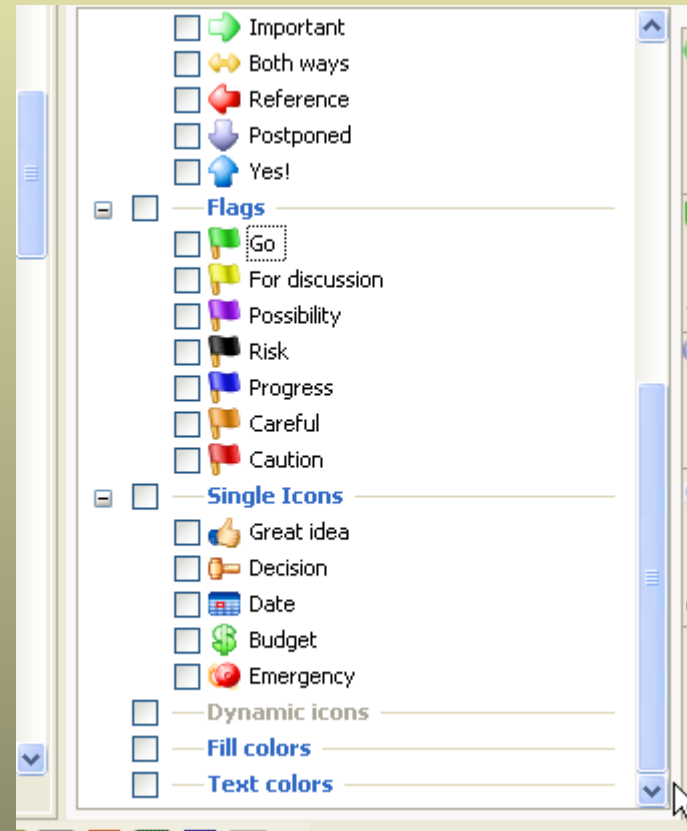 Important
Both ways
Reference
Postponed
Yes!
Flags
Go
For discussion
Possibility
Risk
Progress
Careful
Caution
Single Icons
Great idea
Decision
Date
Budget
Emergency
Dynamic icons
Fill colors
Text colors